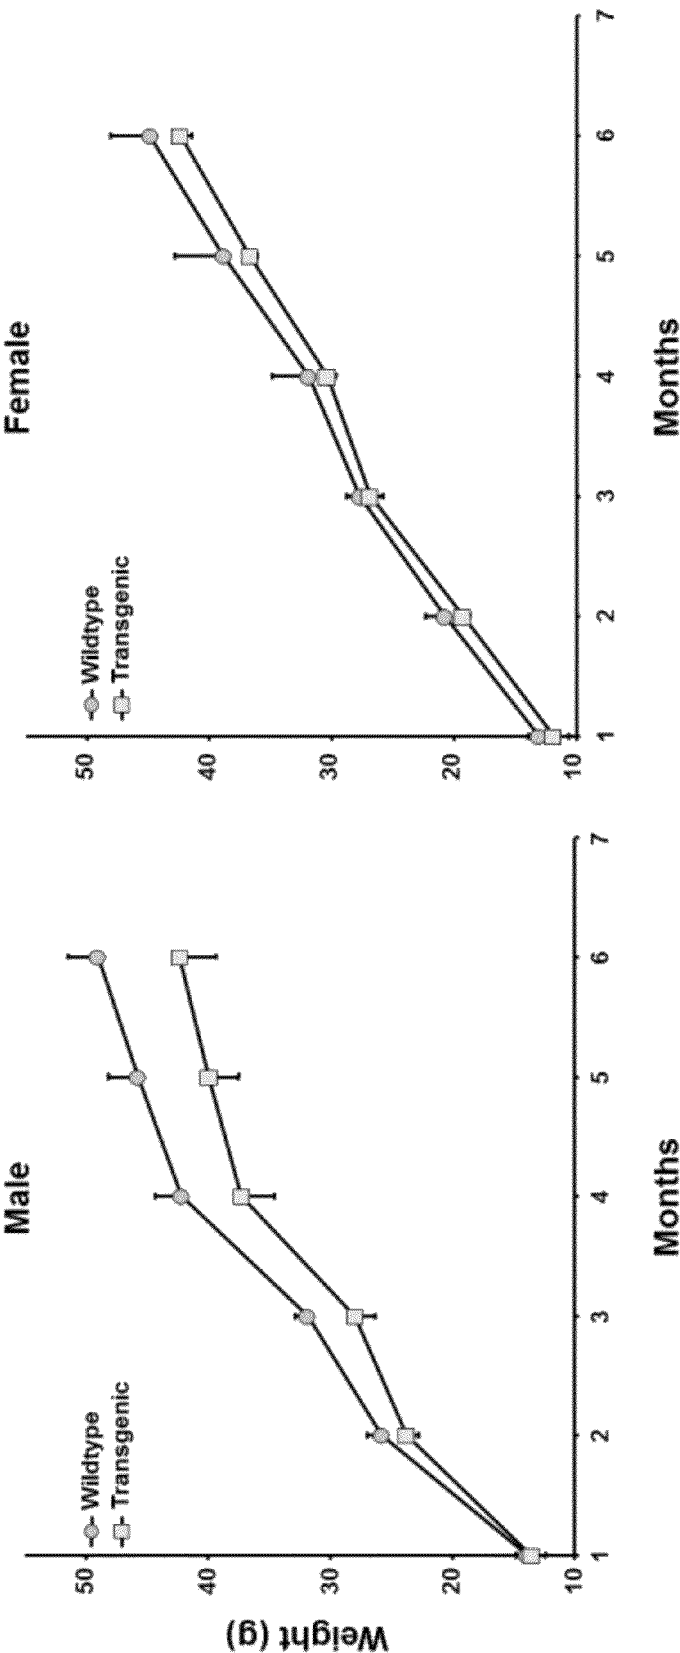 Male
Weight (g)
Wildtype
Transgenic
50
40
30
20
10
1 2 3 4 5 6 7
Months
Female
Wildtype
Transgenic
50
40
30
20
10
1 2 3 4 5 6 7
Months